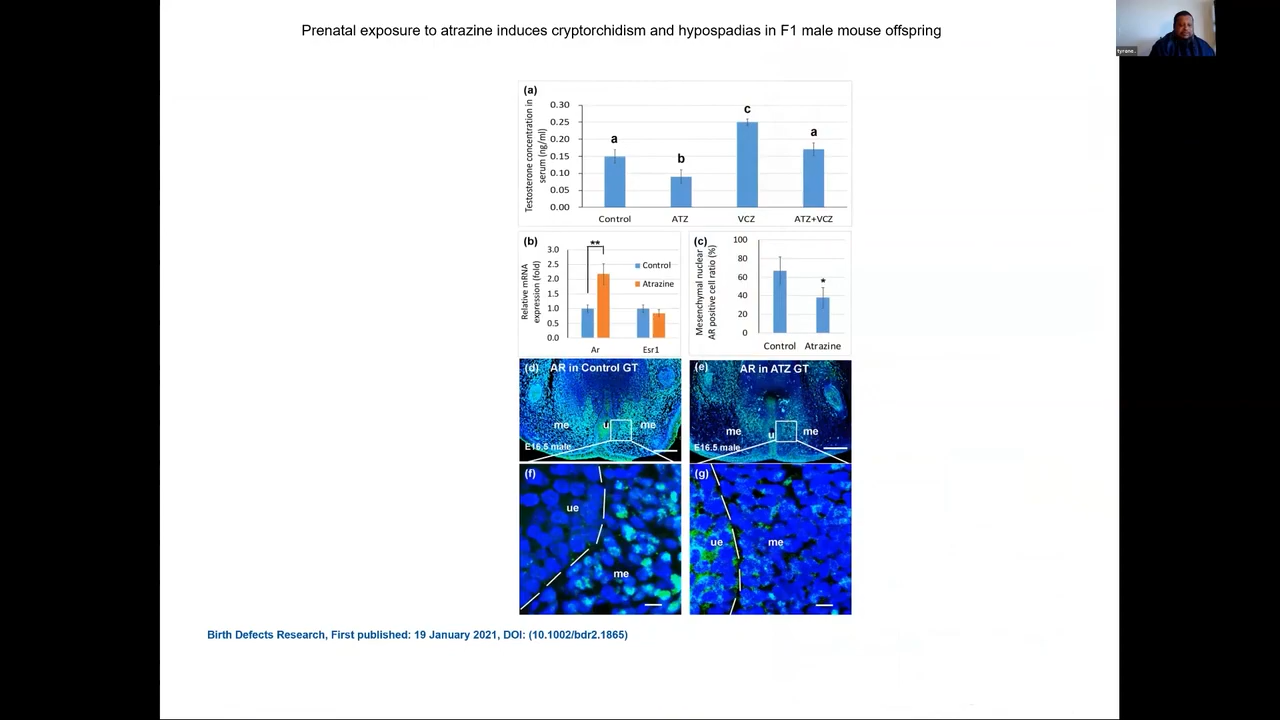 Prenatal exposure to atrazine induces cryptorchidism and hypospadias in F1 male mouse offspring
tyrone .
(a)
Testosterone concentration in
serum (ng/ml)
0.30
0.25
0.20
0.15
0.10
0.05
0.00
a
b
c
a
Control
ATZ
VCZ
ATZ+VCZ
(b)
Relative mRNA
expression (fold)
3.0
2.5
2.0
1.5
1.0
0.5
0.0
**
Control
Atrazine
Ar
Esr1
(c)
Mesenchymal nuclear
AR positive cell ratio (%)
100
80
60
40
20
0
*
Control
Atrazine
(d) AR in Control GT
me
u
me
E16.5 male
(e) AR in ATZ GT
me
u
me
E16.5 male
(f)
ue
me
(g)
ue
me
Birth Defects Research, First published: 19 January 2021, DOI: (10.1002/bdr2.1865)